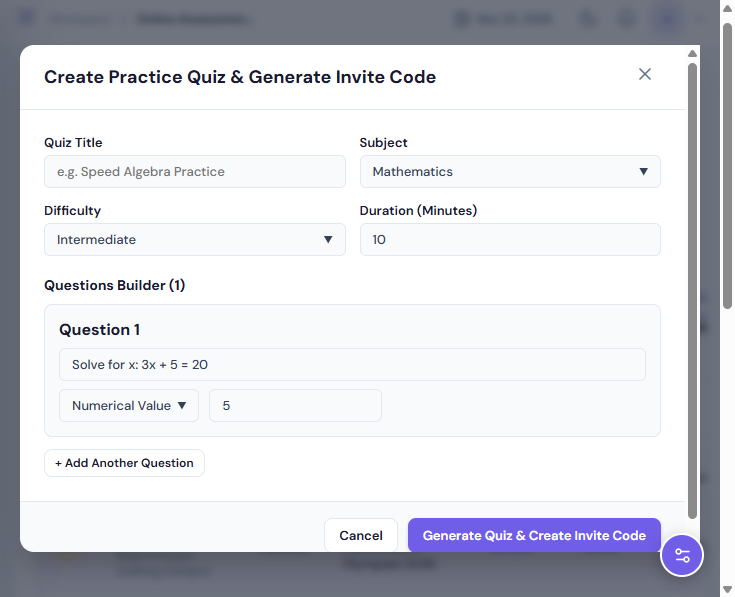 Create Practice Quiz & Generate Invite Code
Quiz Title
Subject
e.g. Speed Algebra Practice
Mathematics
Difficulty
Duration (Minutes)
Intermediate
10
Questions Builder (1)
Question 1
Solve for x: 3x + 5 = 20
Numerical Value
5
+ Add Another Question
Cancel
Generate Quiz & Create Invite Code